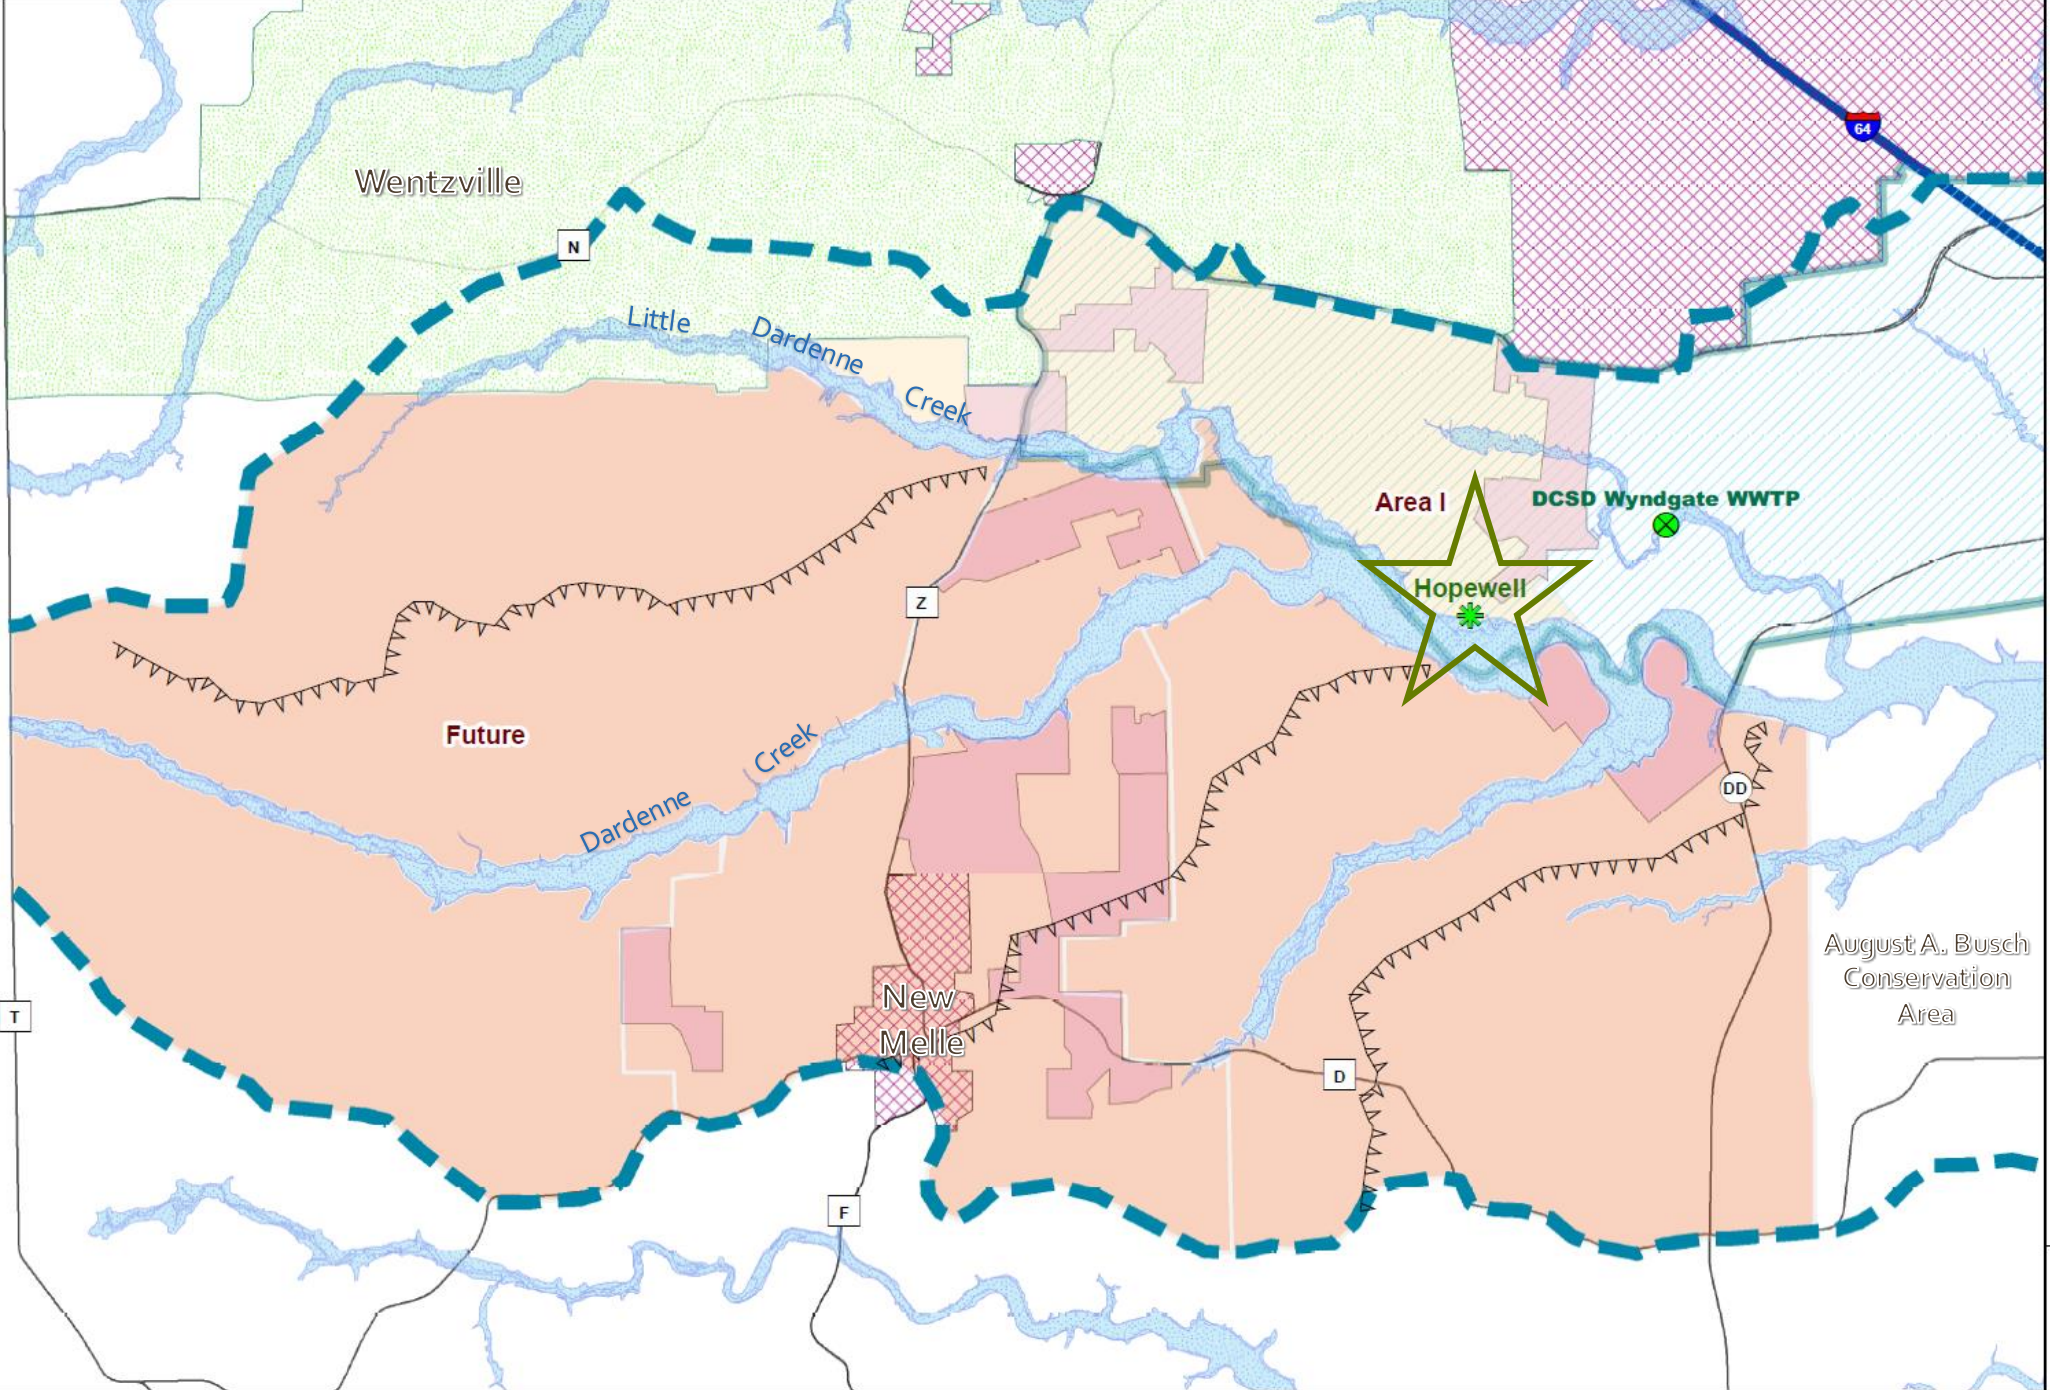 64
Wentzville
N
Little Dardenne Creek
Area I
DCSD Wyndgate WWTP
Hopewell
Z
Future
Dardenne Creek
DD
August A. Busch
Conservation
Area
New
Melle
T
D
F